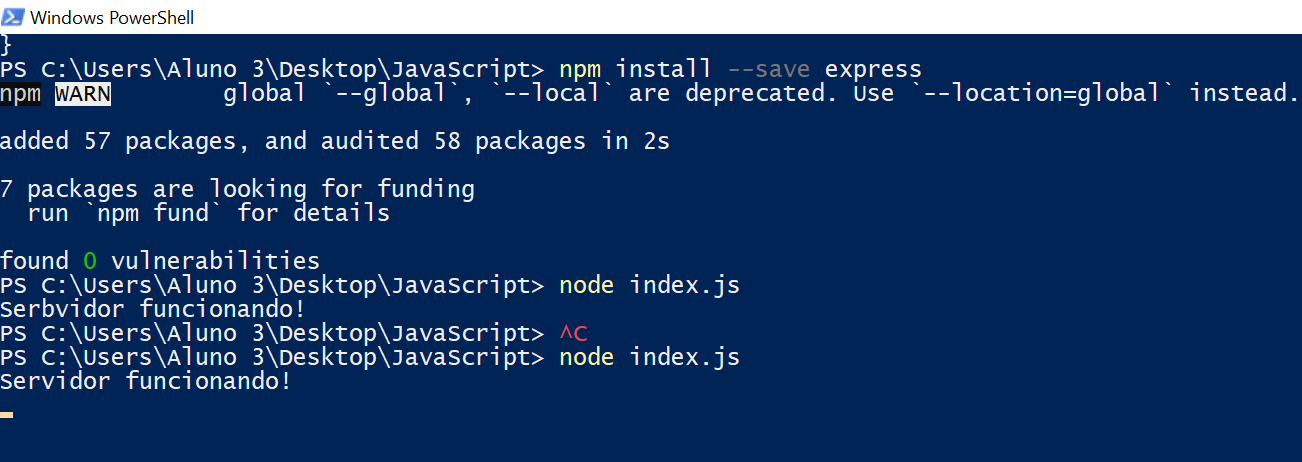 Windows PowerShell
}
PS C:\Users\Aluno 3\Desktop\JavaScript> npm install --save express
npm WARN global `--global`, `--local` are deprecated. Use `--location=global` instead.
added 57 packages, and audited 58 packages in 2s
7 packages are looking for funding
run `npm fund` for details
found 0 vulnerabilities
PS C:\Users\Aluno 3\Desktop\JavaScript> node index.js
Serbvidor funcionando!
PS C:\Users\Aluno 3\Desktop\JavaScript> ^C
PS C:\Users\Aluno 3\Desktop\JavaScript> node index.js
Servidor funcionando!